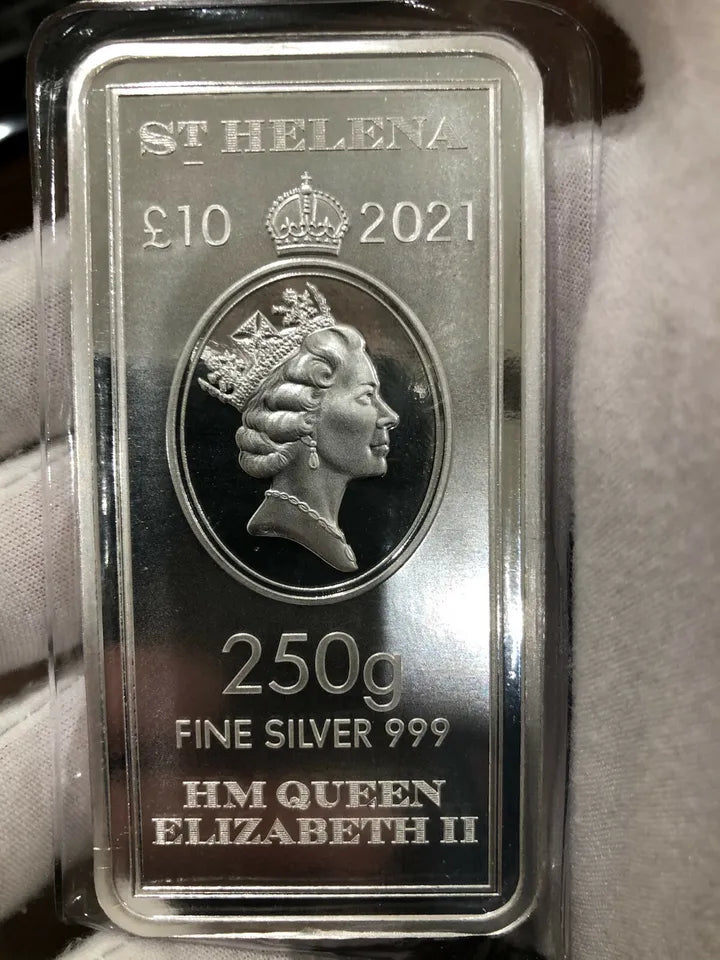 ST HELENA
£10 2021
250g
FINE SILVER 999
HM QUEEN
ELIZABETH II